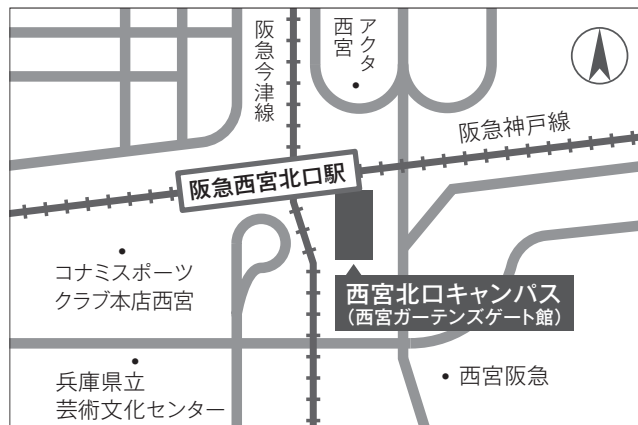 阪急今津線
アクタ
西宮
阪急神戸線
阪急西宮北口駅
コナミスポーツ
クラブ本店西宮
西宮北口キャンパス
(西宮ガーデンズゲート館)
兵庫県立
芸術文化センター
西宮阪急